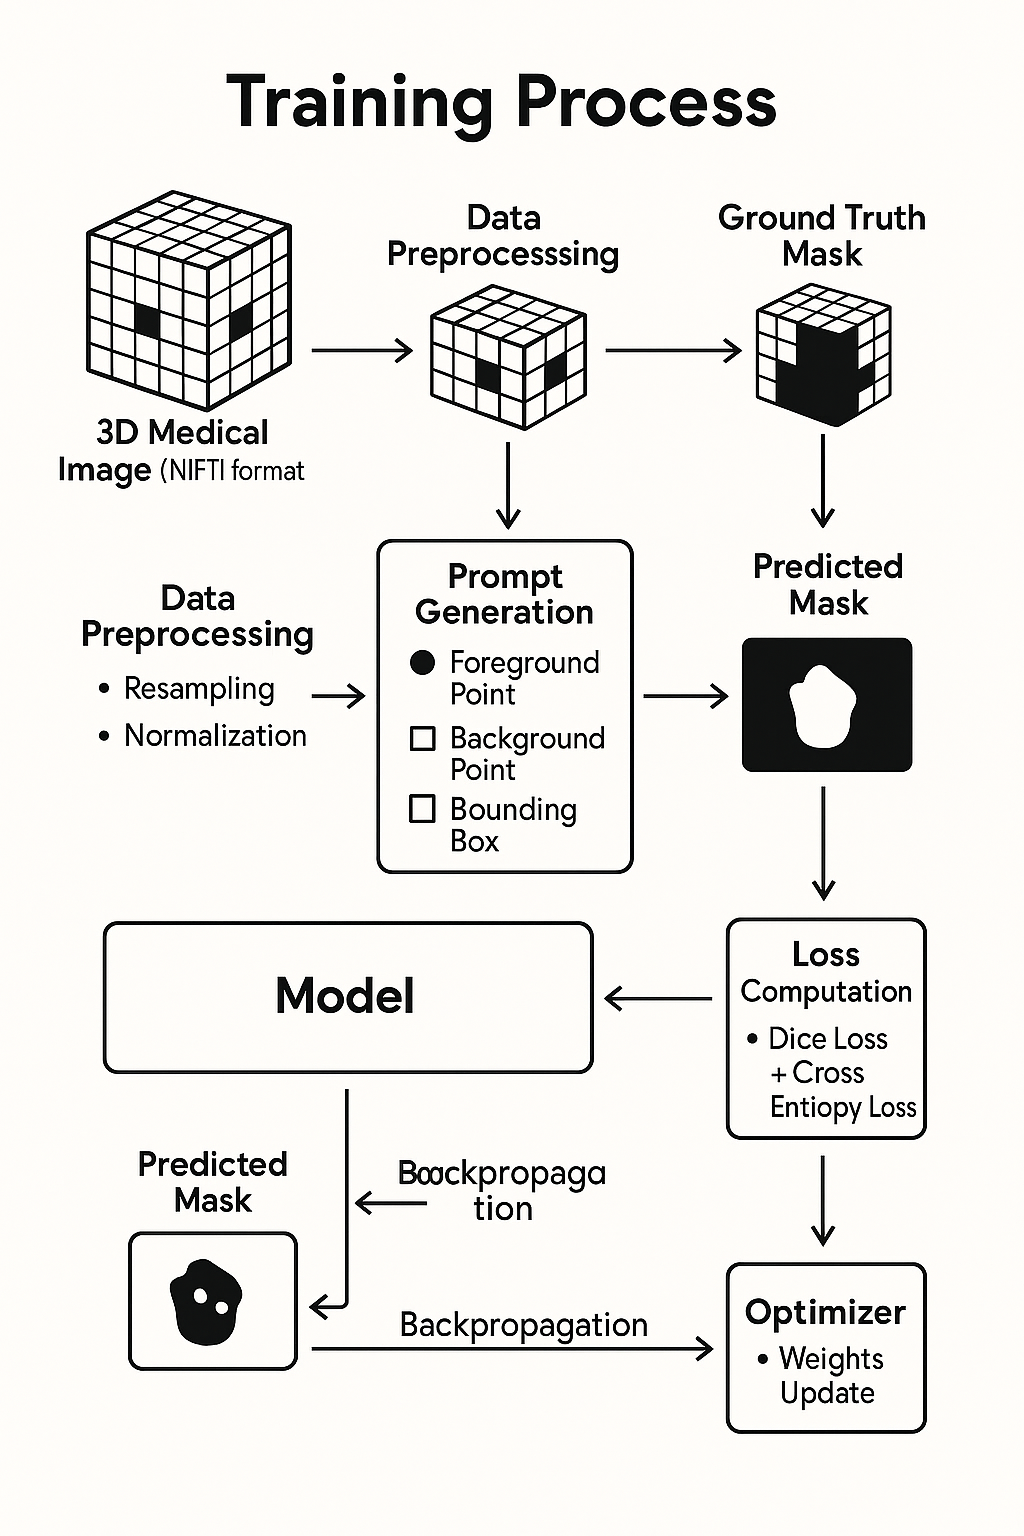 Training Process
Data
Preprocesssing
Ground Truth
Mask
3D Medical
Image (NIFTI format
Data
Preprocessing
• Resampling
• Normalization
Prompt
Generation
Foreground
Point
Background
Point
Bounding
Box
Predicted
Mask
Model
Loss
Computation
• Dice Loss
+ Cross
Entiopy Loss
Predicted
Mask
Boockpropaga
tion
Backpropagation
Optimizer
• Weights
Update